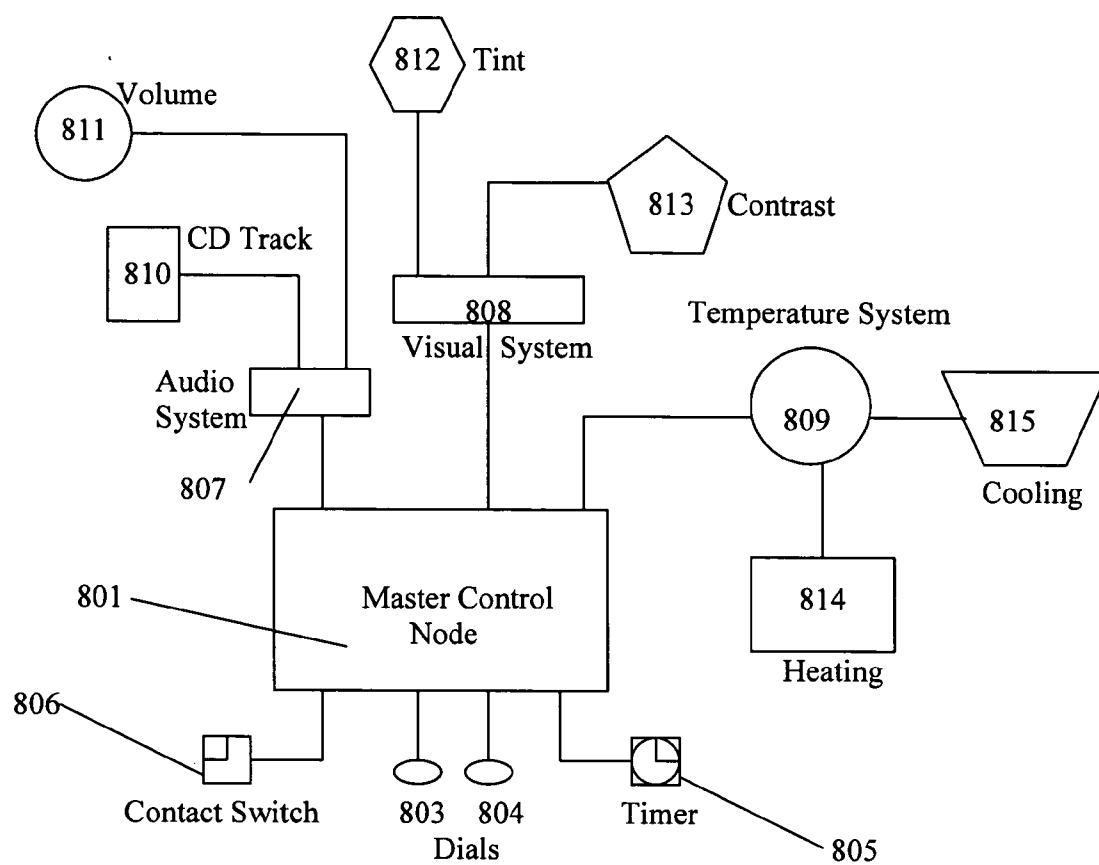 812 Tint
Volume
811
813 Contrast
CD Track
810
808
Visual System
Temperature System
Audio
System
809
815
807
Cooling
801
Master Control
Node
814
Heating
806
Contact Switch
803
804
Dials
Timer
805